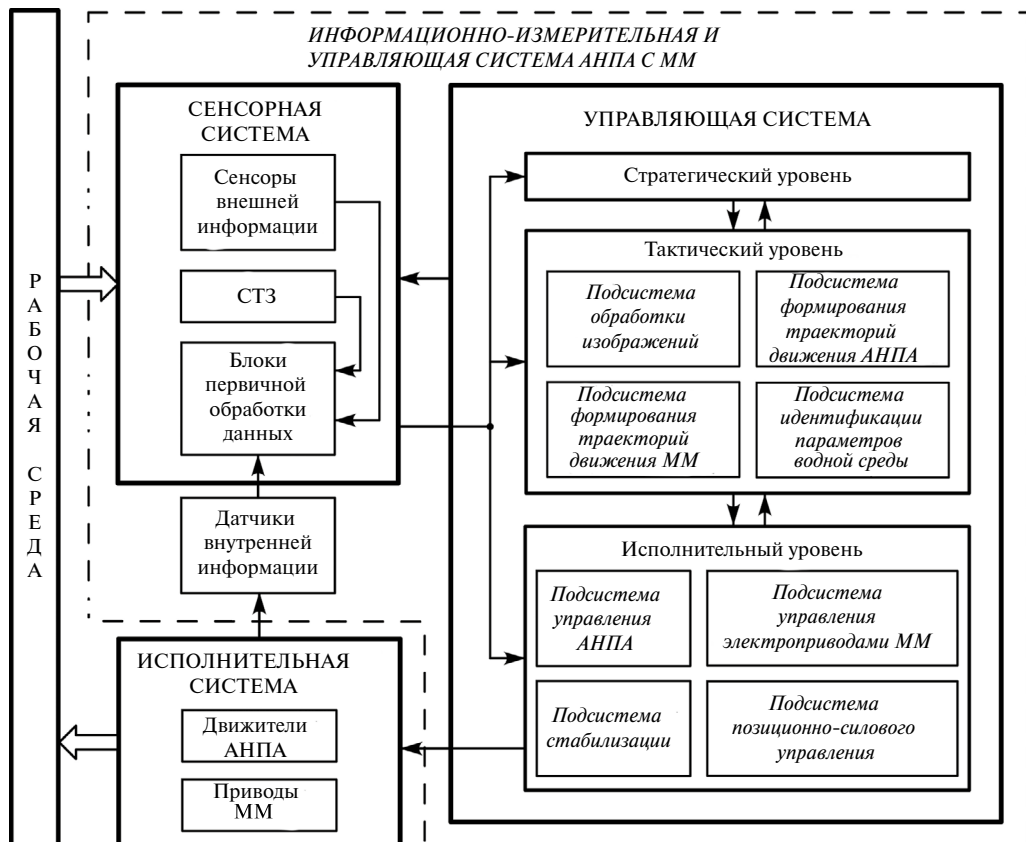 ИНФОРМАЦИОННО-ИЗМЕРИТЕЛЬНАЯ И
УПРАВЛЯЮЩАЯ СИСТЕМА АНПА С ММ
РАБОЧАЯ СРЕДА
СЕНСОРНАЯ
СИСТЕМА
Сенсоры
внешней
информации
СТЗ
Блоки
первичной
обработки
данных
Датчики
внутренней
информации
ИСПОЛНИТЕЛЬНАЯ
СИСТЕМА
Движители
АНПА
Приводы
ММ
УПРАВЛЯЮЩАЯ СИСТЕМА
Стратегический уровень
Тактический уровень
Подсистема
обработки
изображений
Подсистема
формирования
траекторий
движения АНПА
Подсистема
формирования
траекторий
движения ММ
Подсистема
идентификации
параметров
водной среды
Исполнительный уровень
Подсистема
управления
АНПА
Подсистема
управления
электроприводами ММ
Подсистема
стабилизации
Подсистема
позиционно-силового
управления